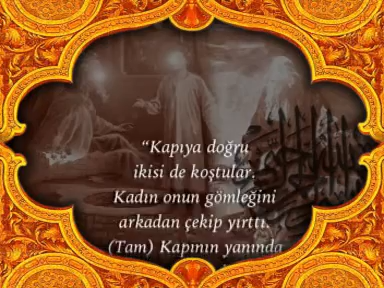 “Kapıya doğru
ikisi de koştular.
Kadın onun gömleğini
arkadan çekip yırttı.
(Tam) Kapının yanında